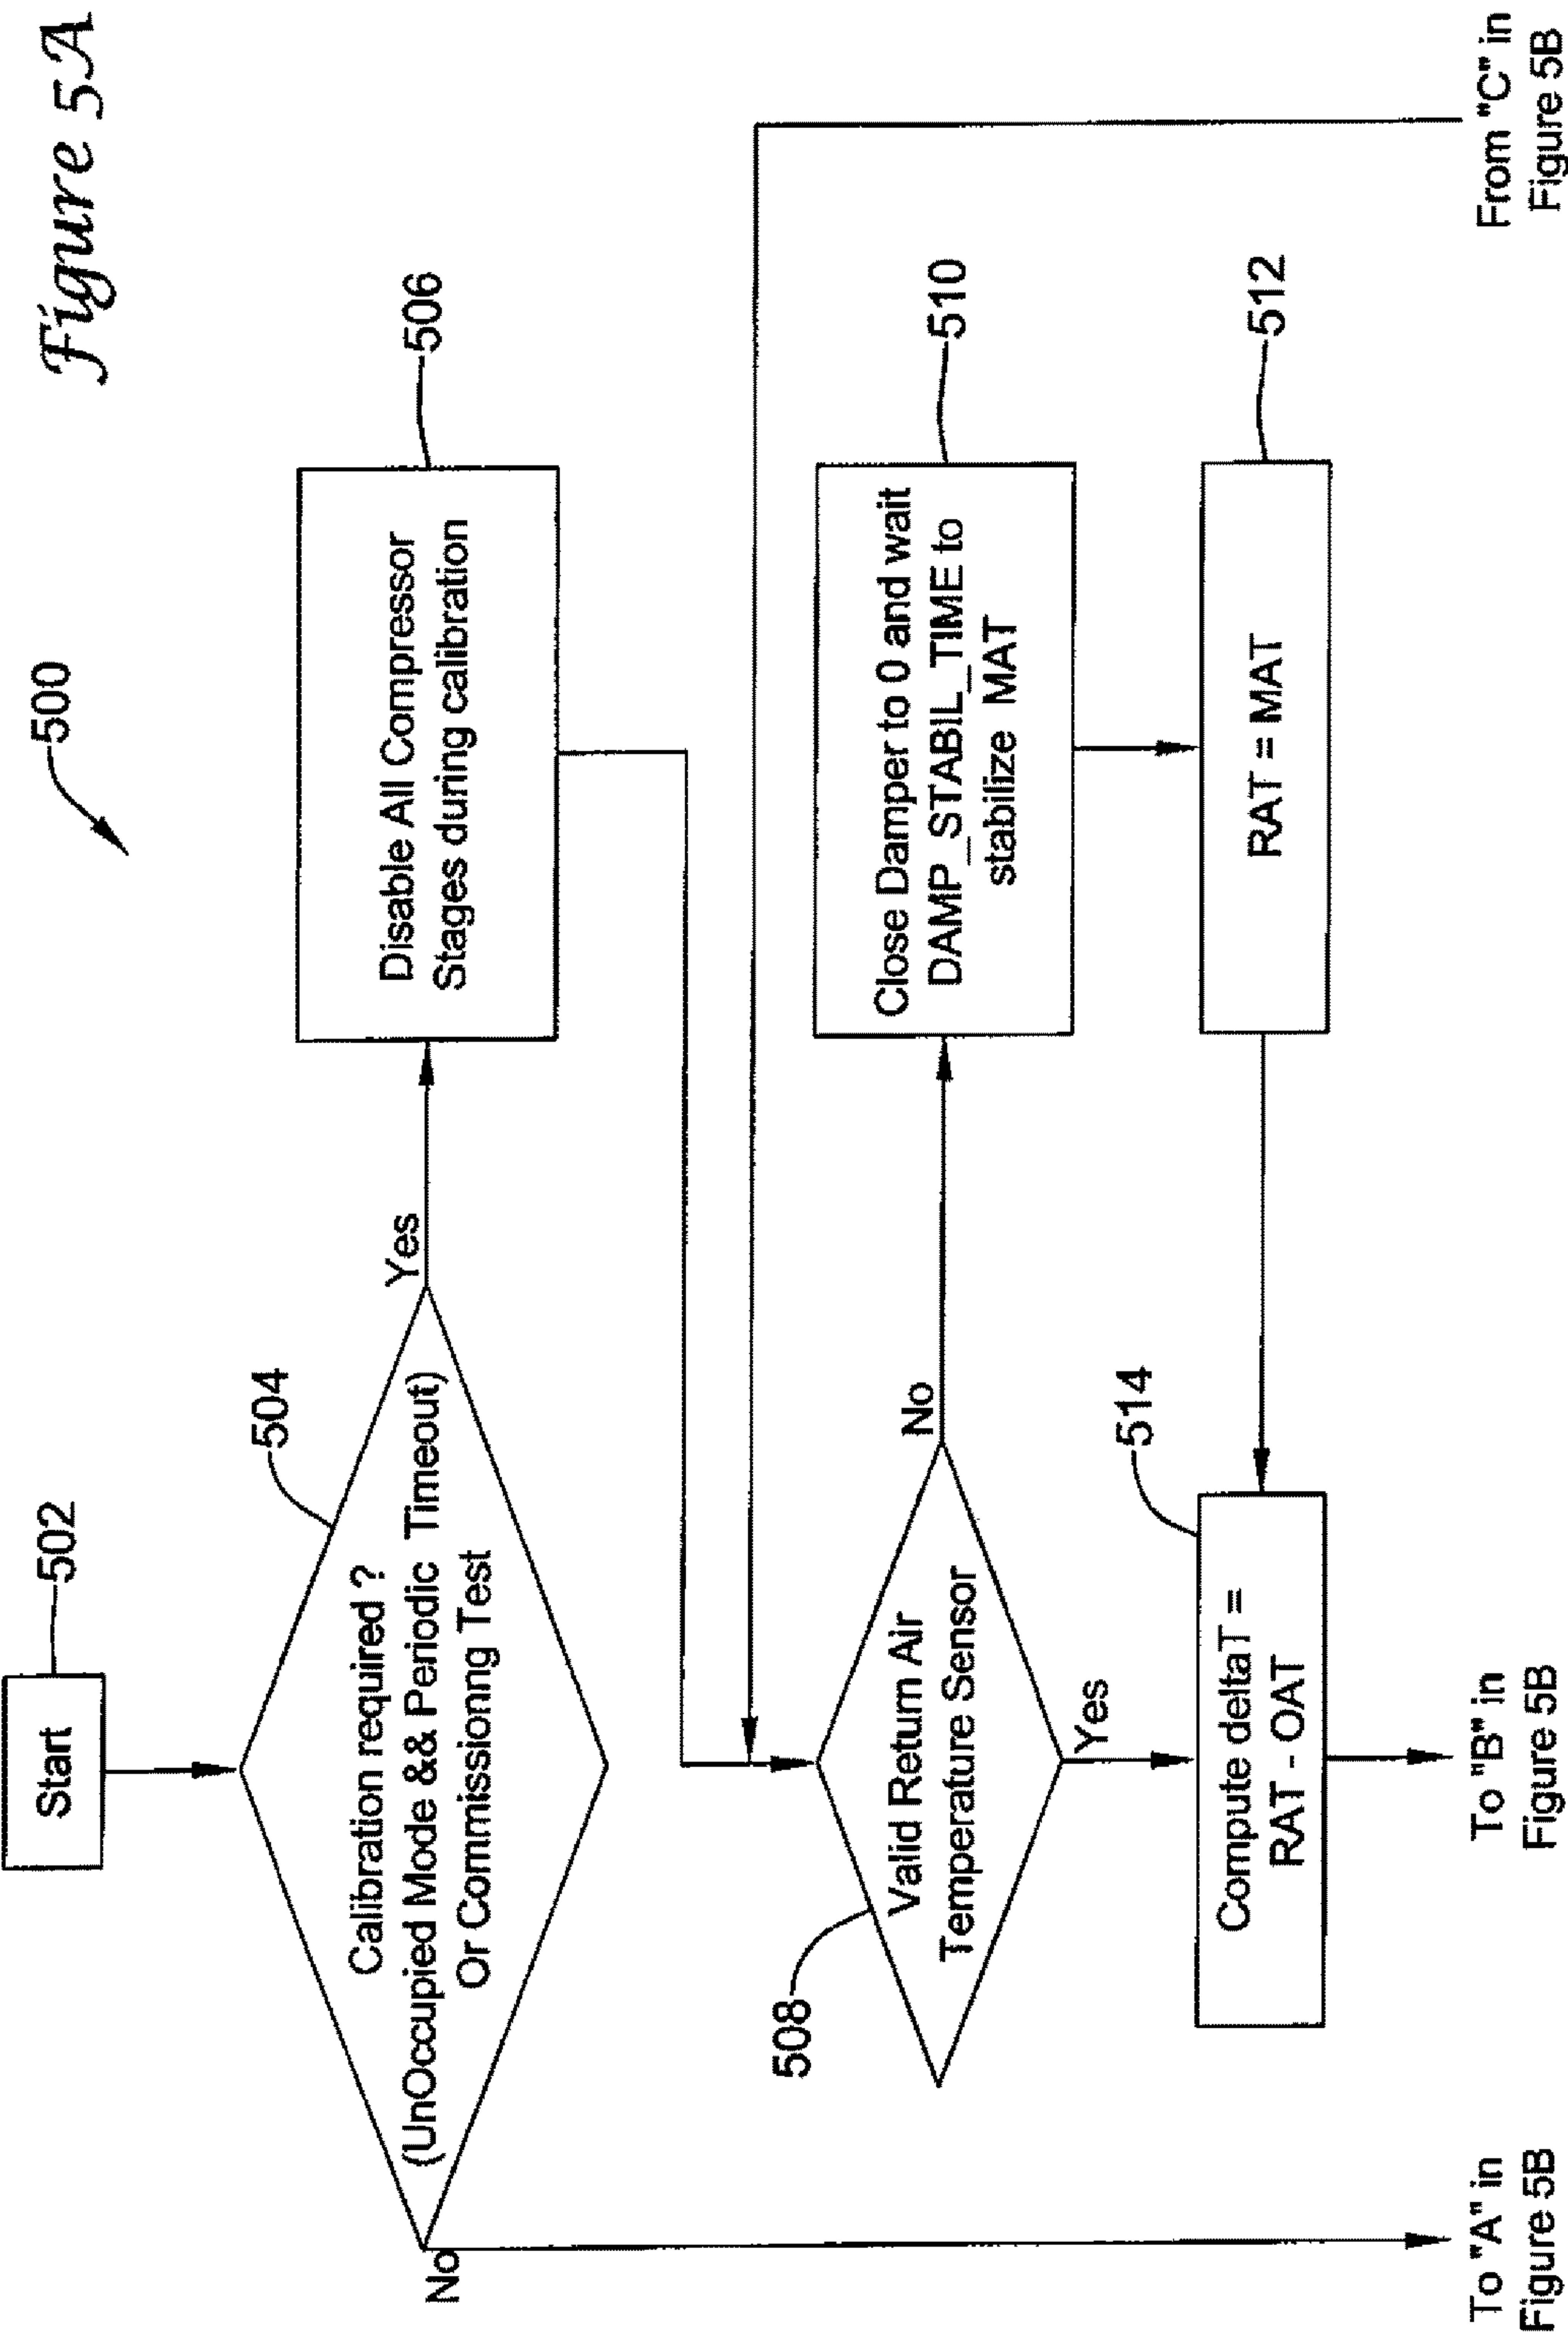 Figure 5A
500
Start
502
504
Calibration required ?
(UnOccupied Mode && Periodic Timeout)
Or Commissionng Test
Yes
No
Disable All Compressor
Stages during calibration
506
508
Valid Return Air
Temperature Sensor
No
Yes
Close Damper to 0 and wait
DAMP_STABIL_TIME to
stabilize MAT
510
RAT = MAT
512
514
Compute deltaT =
RAT - OAT
To "A" in
Figure 5B
To "B" in
Figure 5B
From "C" in
Figure 5B